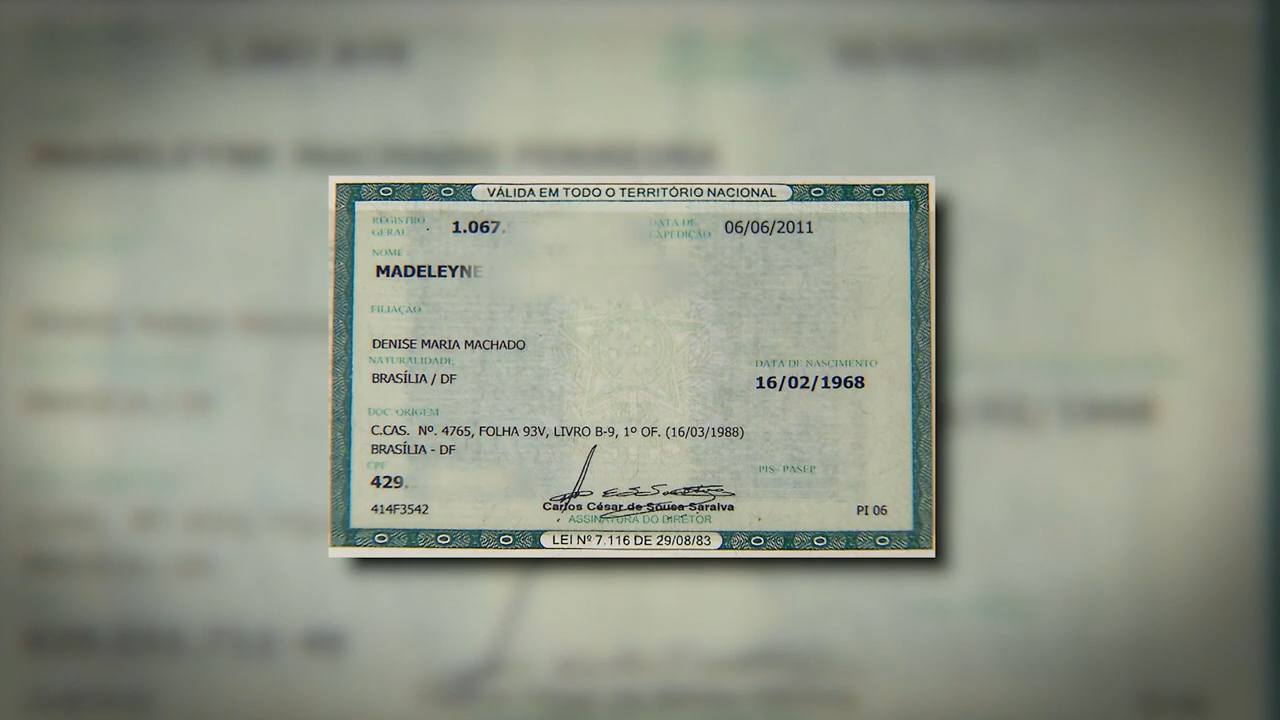 VÁLIDA EM TODO O TERRITÓRIO NACIONAL
REGISTRO GERAL 1.067. DATA DE EXPEDIÇÃO 06/06/2011
NOME
MADELEYNE
FILIAÇÃO
DENISE MARIA MACHADO
NATURALIDADE DATA DE NASCIMENTO
BRASÍLIA / DF 16/02/1968
DOC. ORIGEM
C.CAS. Nº. 4765, FOLHA 93V, LIVRO B-9, 1º OF. (16/03/1988)
BRASÍLIA - DF
CPF PIS - PASEP
429.
414F3542 Carlos César de Sousa Saraiva PI 06
ASSINATURA DO DIRETOR
LEI Nº 7.116 DE 29/08/83